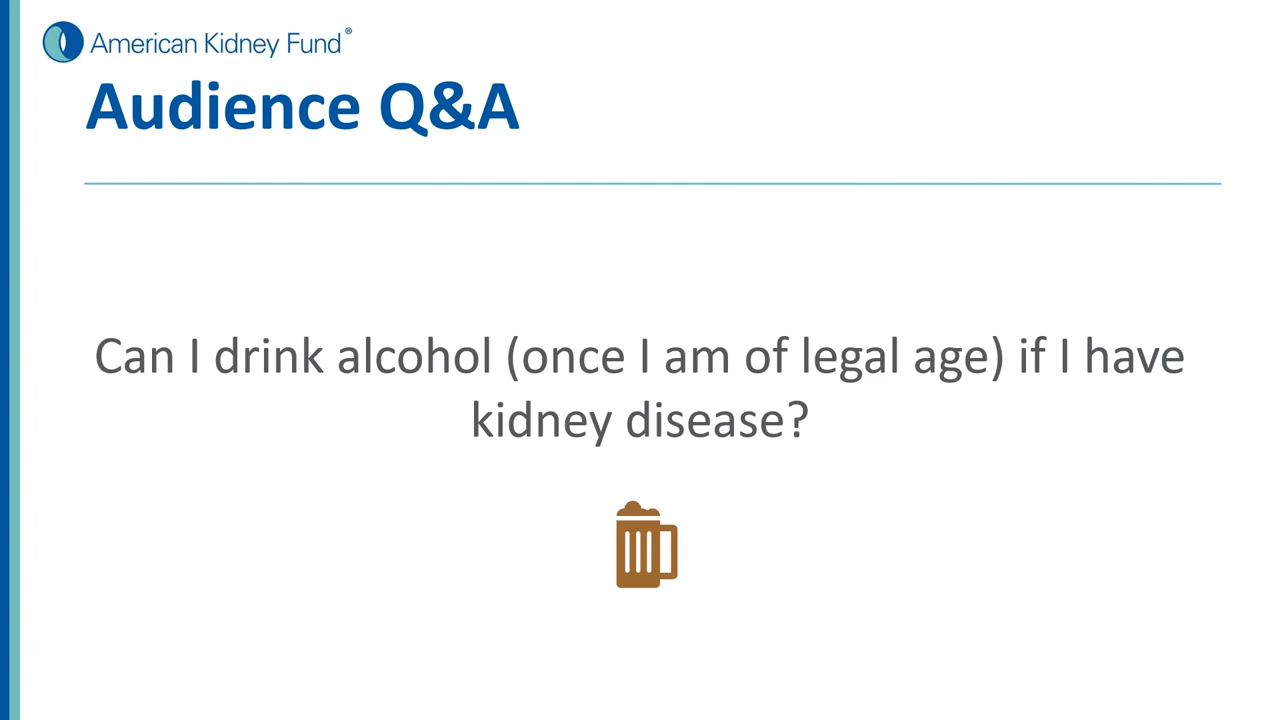 American Kidney Fund®
Audience Q&A
Can I drink alcohol (once I am of legal age) if I have
kidney disease?